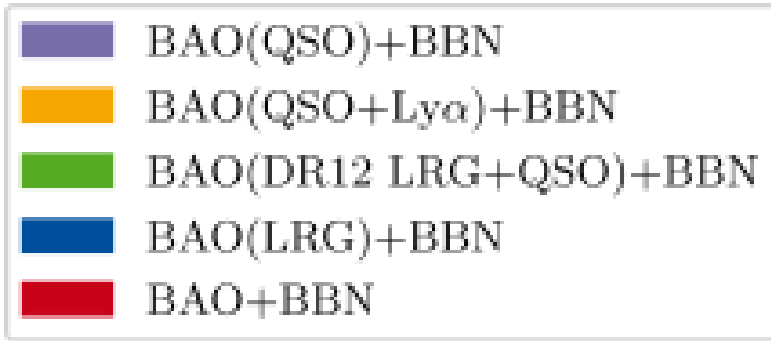 BAO(QSO)+BBN
BAO(QSO+Lyα)+BBN
BAO(DR12 LRG+QSO)+BBN
BAO(LRG)+BBN
BAO+BBN